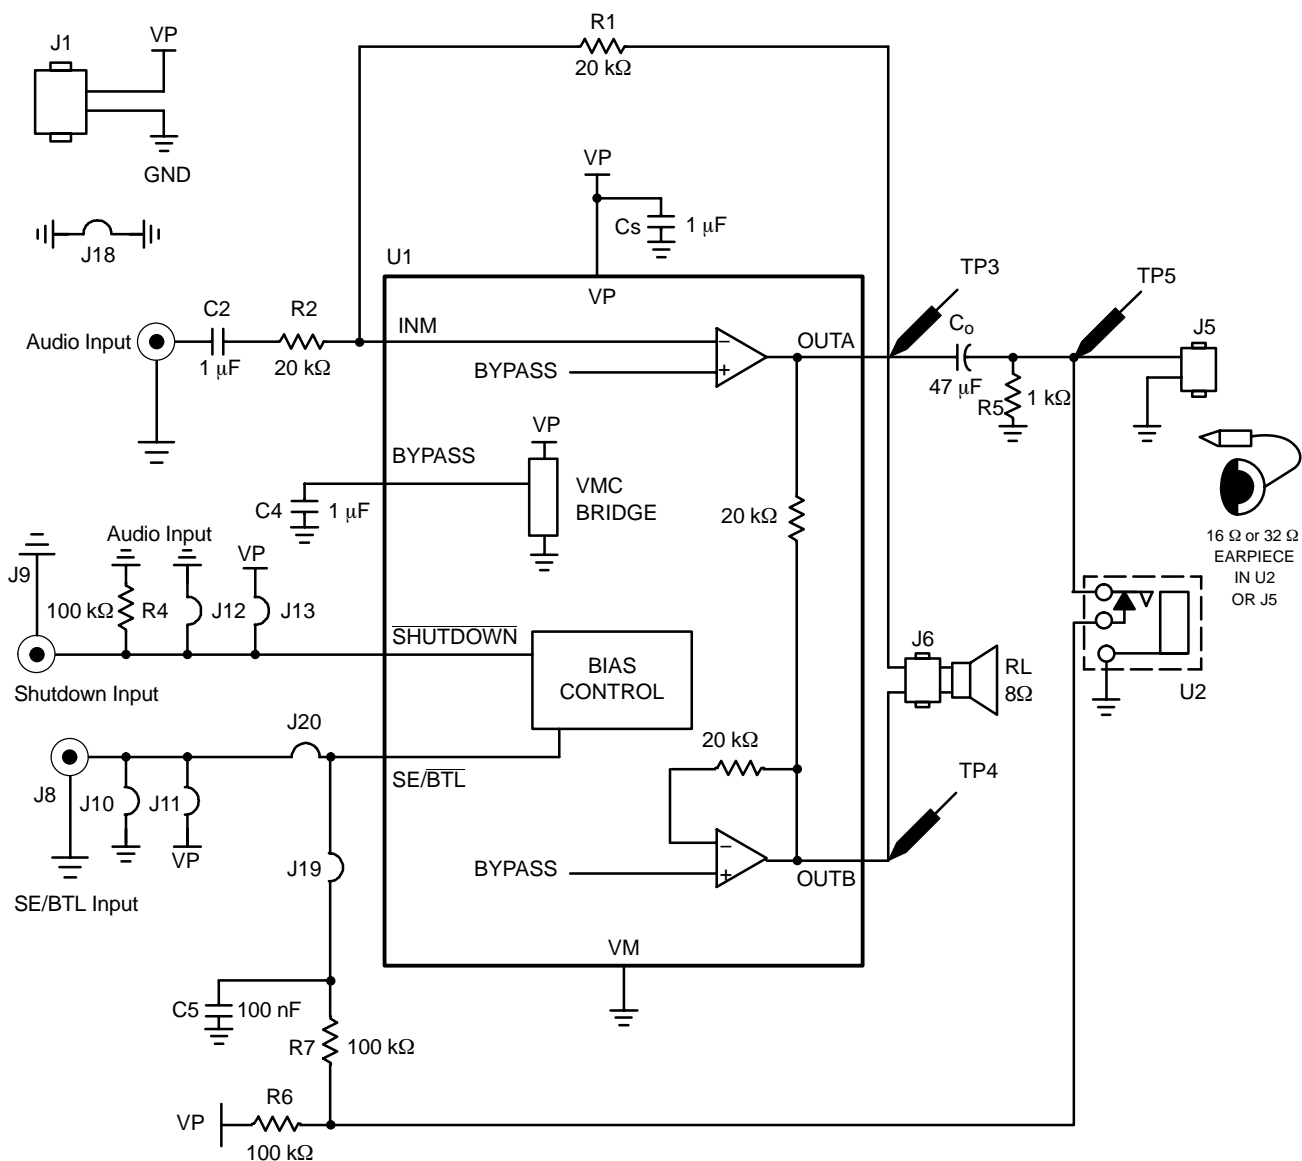 R1
20 kΩ
J1
VP
GND
J18
VP
Cs
1 μF
U1
VP
TP3
TP5
C2
R2
INM
OUTA
Co
J5
Audio Input
1 μF
20 kΩ
BYPASS
47 μF
R5
1 kΩ
BYPASS
VP
VMC
BRIDGE
C4
1 μF
20 kΩ
16 Ω or 32 Ω
EARPIECE
IN U2
OR J5
Audio Input
J9
VP
100 kΩ
R4
J12
J13
SHUTDOWN
BIAS
CONTROL
J6
RL
8Ω
Shutdown Input
U2
J20
20 kΩ
SE/BTL
TP4
J8
J10
J11
VP
J19
BYPASS
OUTB
SE/BTL Input
VM
C5
100 nF
R7
100 kΩ
R6
VP
100 kΩ